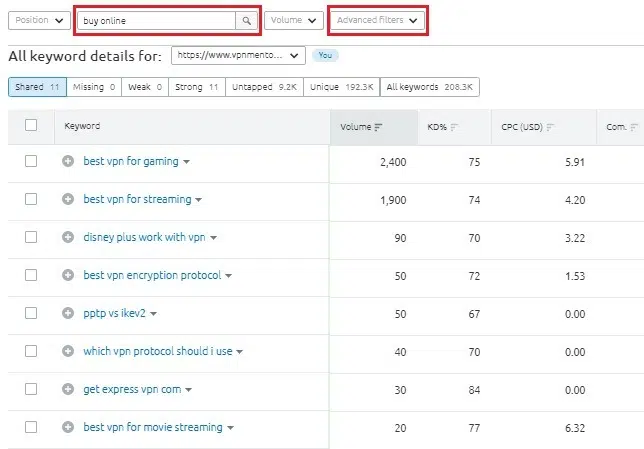 Position buy online Volume Advanced filters
All keyword details for: https://www.vpnmento... You
Shared 11 Missing 0 Weak 0 Strong 11 Untapped 9.2K Unique 192.3K All keywords 208.3K
Keyword Volume KD% CPC (USD) Com.
best vpn for gaming 2,400 75 5.91
best vpn for streaming 1,900 74 4.20
disney plus work with vpn 90 70 3.22
best vpn encryption protocol 50 72 1.53
pptp vs ikev2 50 67 0.00
which vpn protocol should i use 40 70 0.00
get express vpn com 30 84 0.00
best vpn for movie streaming 20 77 6.32